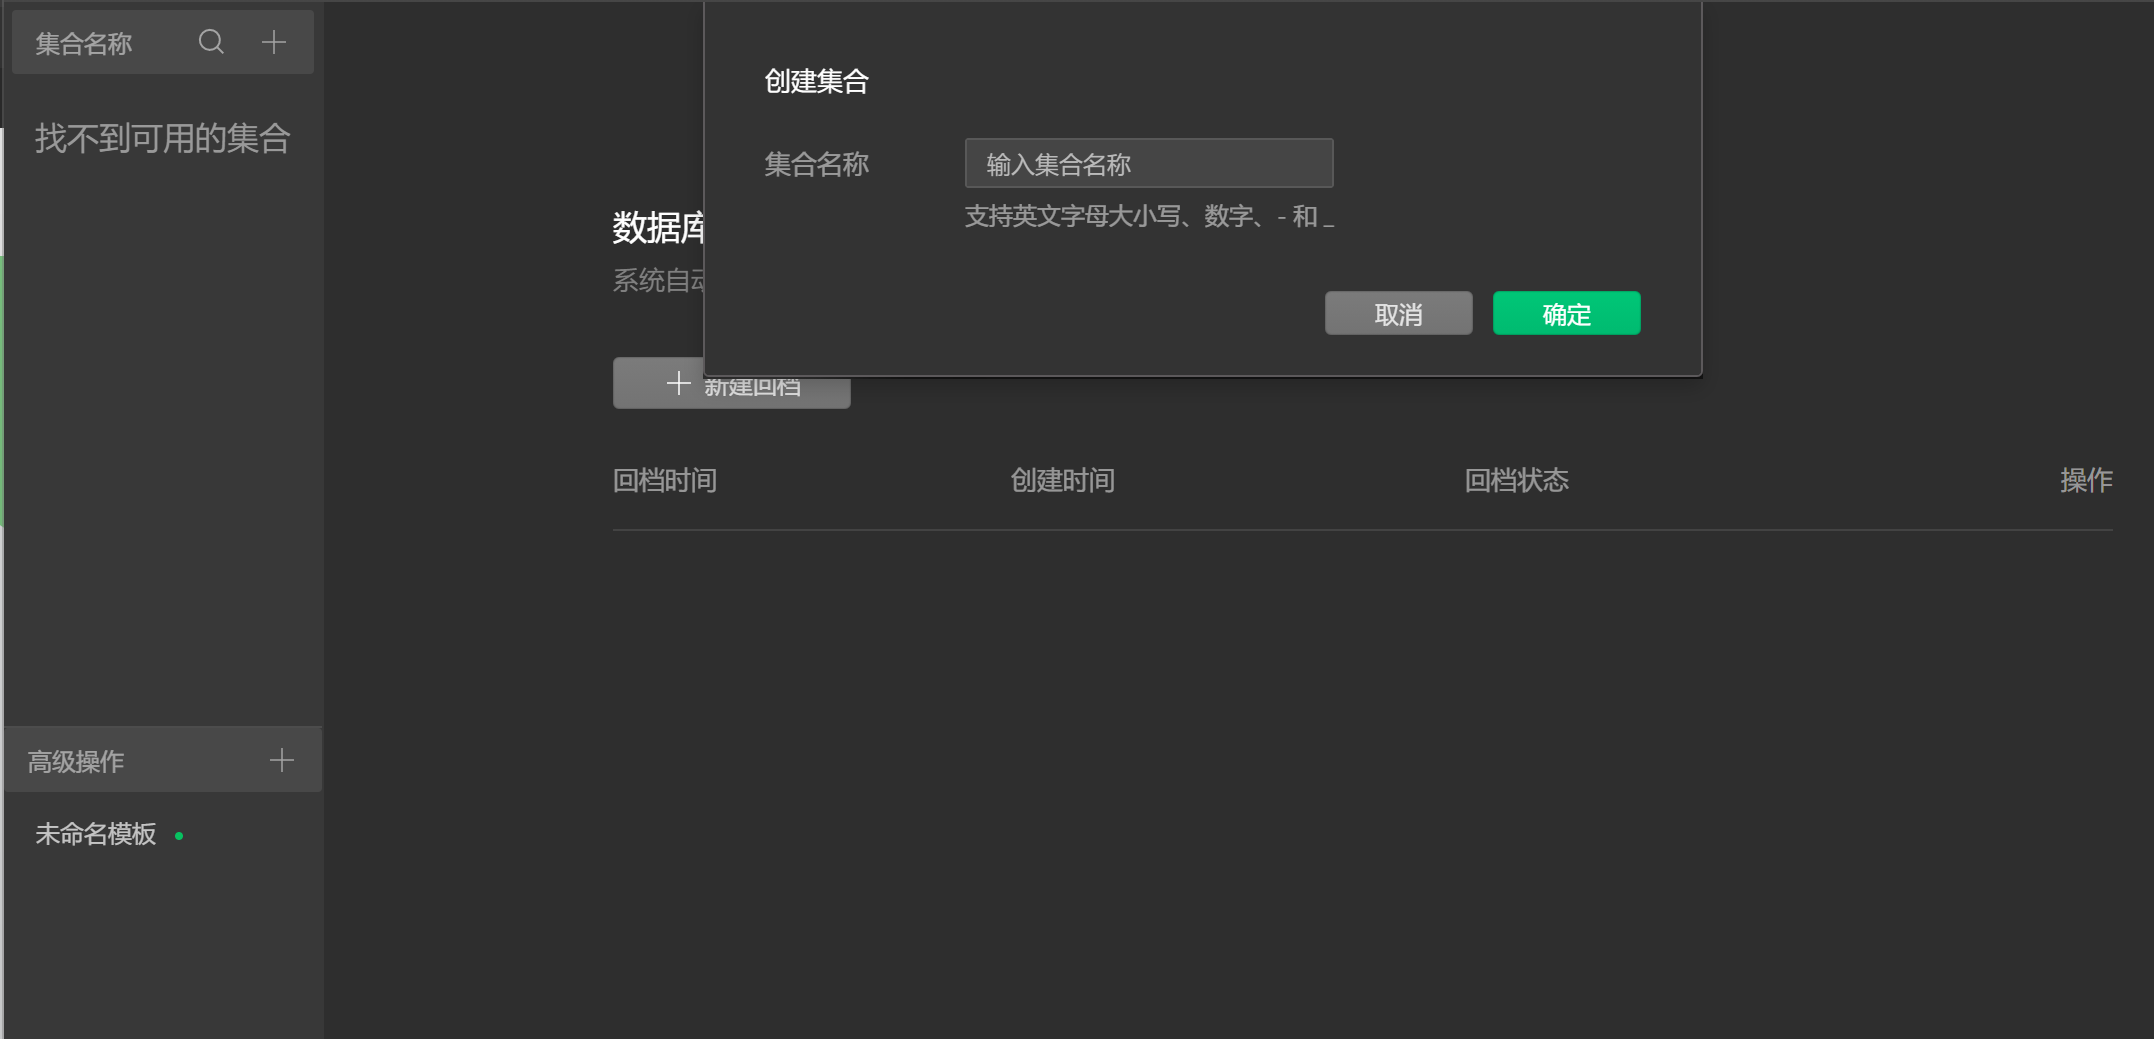 集合名称
找不到可用的集合
创建集合
集合名称
输入集合名称
支持英文字母大小写、数字、- 和 _
取消
确定
数据库
系统自动
新建回档
回档时间
创建时间
回档状态
操作
高级操作
未命名模板